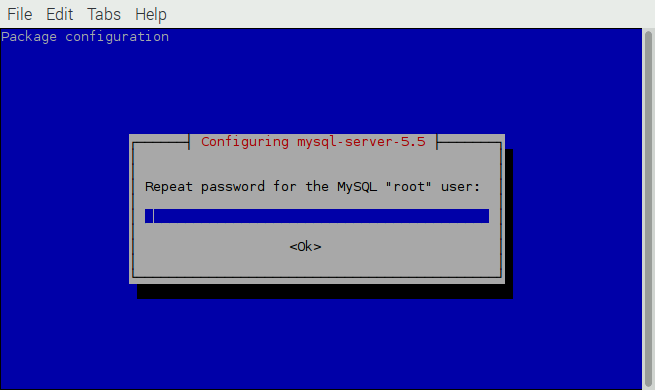 File Edit Tabs Help
Package configuration
Configuring mysql-server-5.5
Repeat password for the MySQL "root" user:
<Ok>